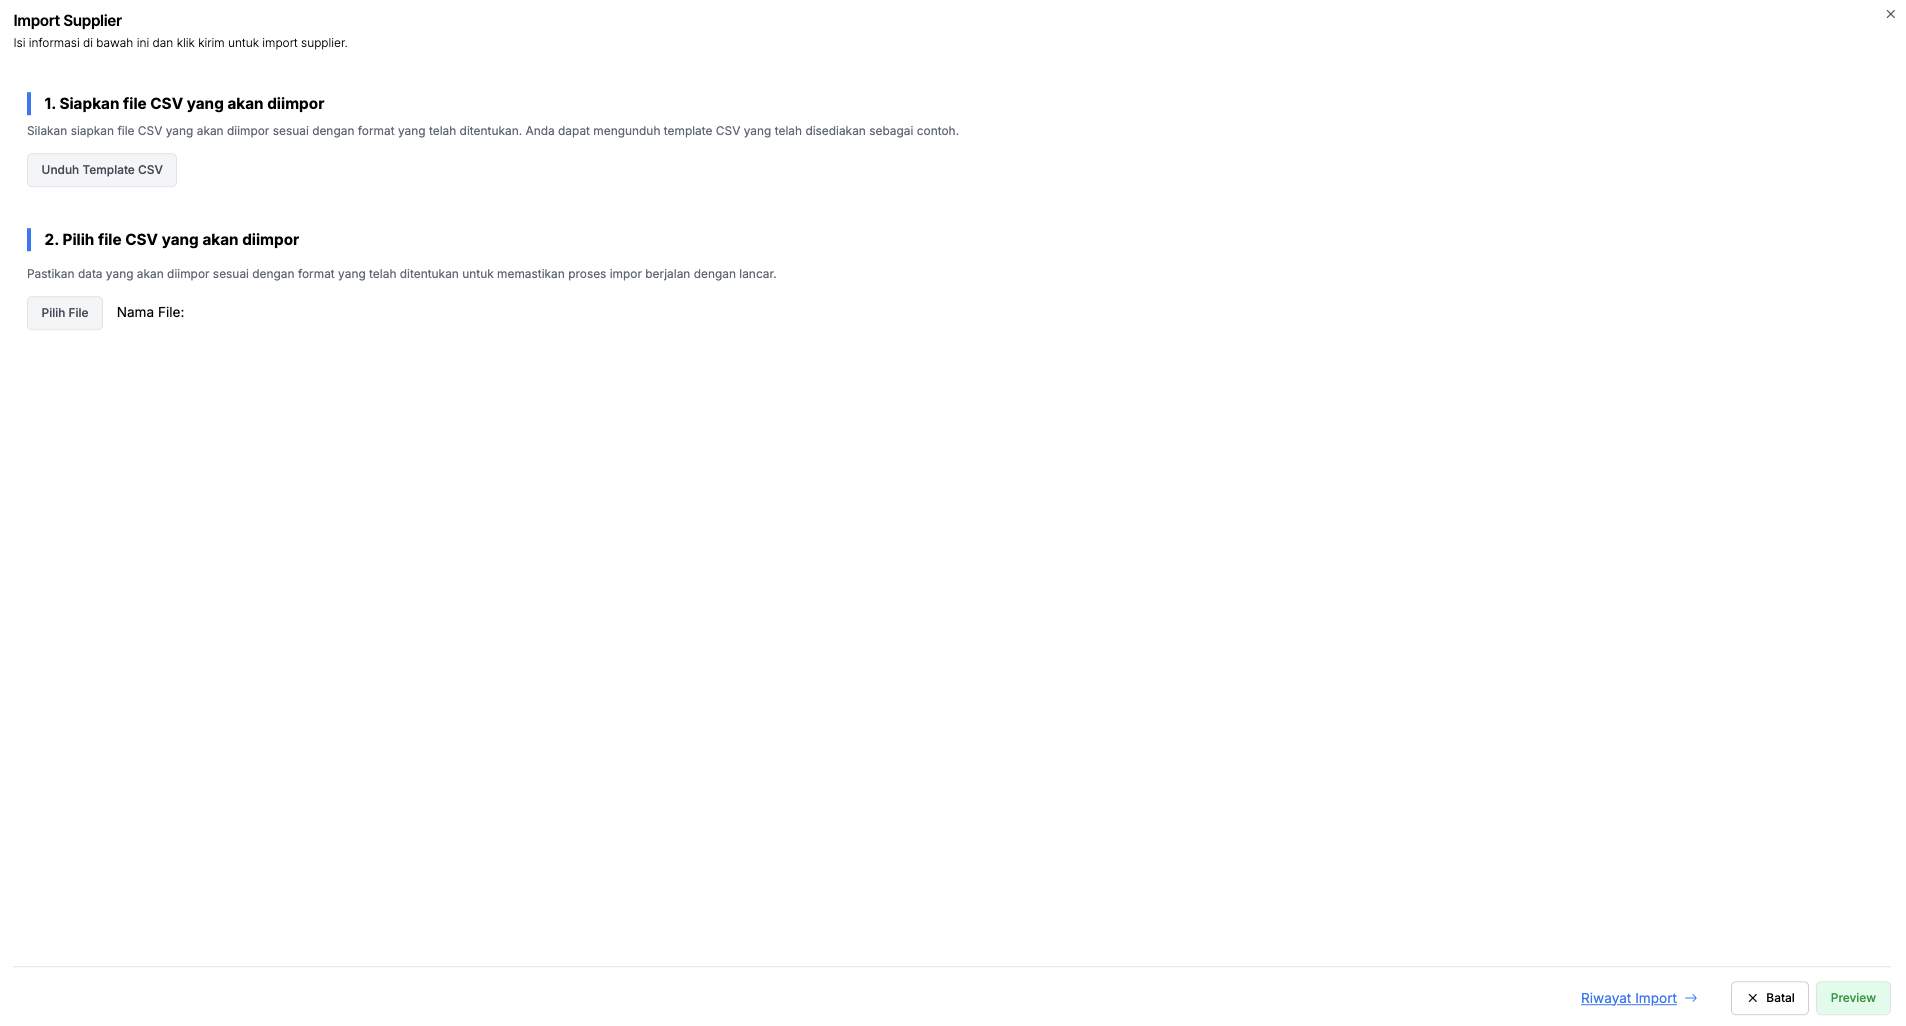 Import Supplier
Isi informasi di bawah ini dan klik kirim untuk import supplier.
1. Siapkan file CSV yang akan diimpor
Silakan siapkan file CSV yang akan diimpor sesuai dengan format yang telah ditentukan. Anda dapat mengunduh template CSV yang telah disediakan sebagai contoh.
Unduh Template CSV
2. Pilih file CSV yang akan diimpor
Pastikan data yang akan diimpor sesuai dengan format yang telah ditentukan untuk memastikan proses impor berjalan dengan lancar.
Pilih File Nama File:
Riwayat Import Batal Preview